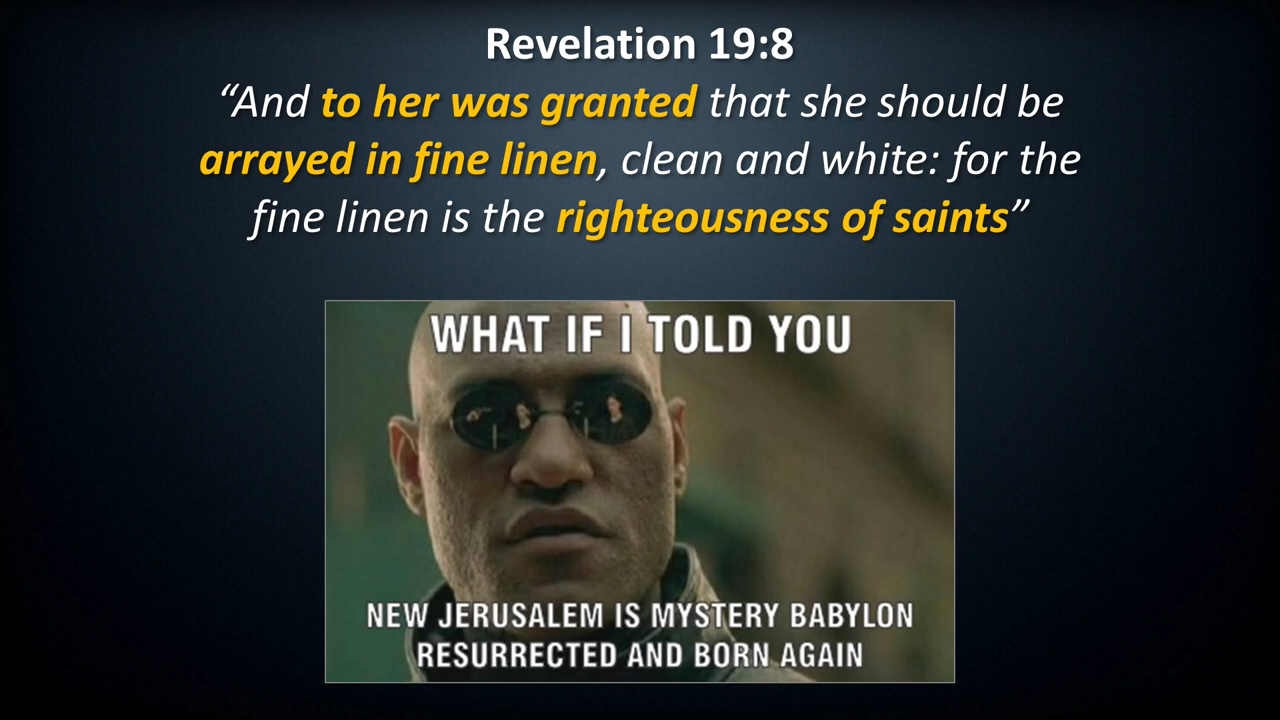 Revelation 19:8
“And to her was granted that she should be
arrayed in fine linen, clean and white: for the
fine linen is the righteousness of saints”
WHAT IF I TOLD YOU
NEW JERUSALEM IS MYSTERY BABYLON
RESURRECTED AND BORN AGAIN